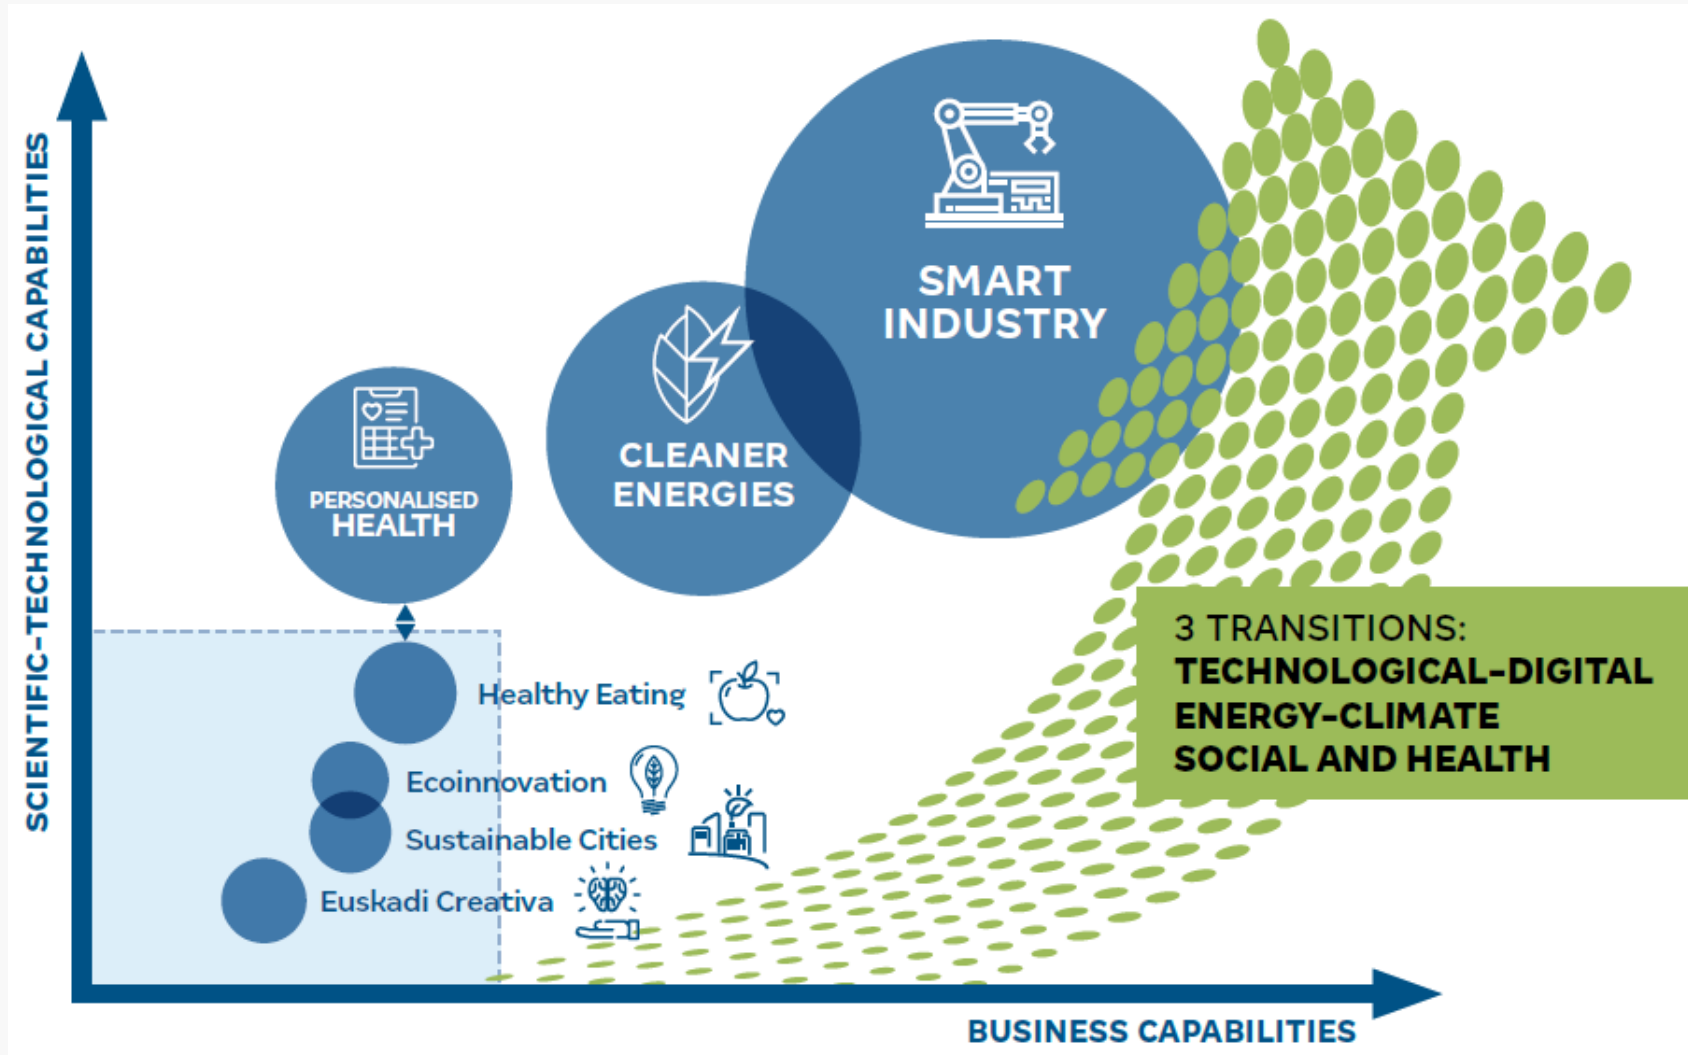 SCIENTIFIC-TECHNOLOGICAL CAPABILITIES
SMART
INDUSTRY
CLEANER
ENERGIES
PERSONALISED
HEALTH
Healthy Eating
Ecoinnovation
Sustainable Cities
Euskadi Creativa
3 TRANSITIONS:
TECHNOLOGICAL-DIGITAL
ENERGY-CLIMATE
SOCIAL AND HEALTH
BUSINESS CAPABILITIES